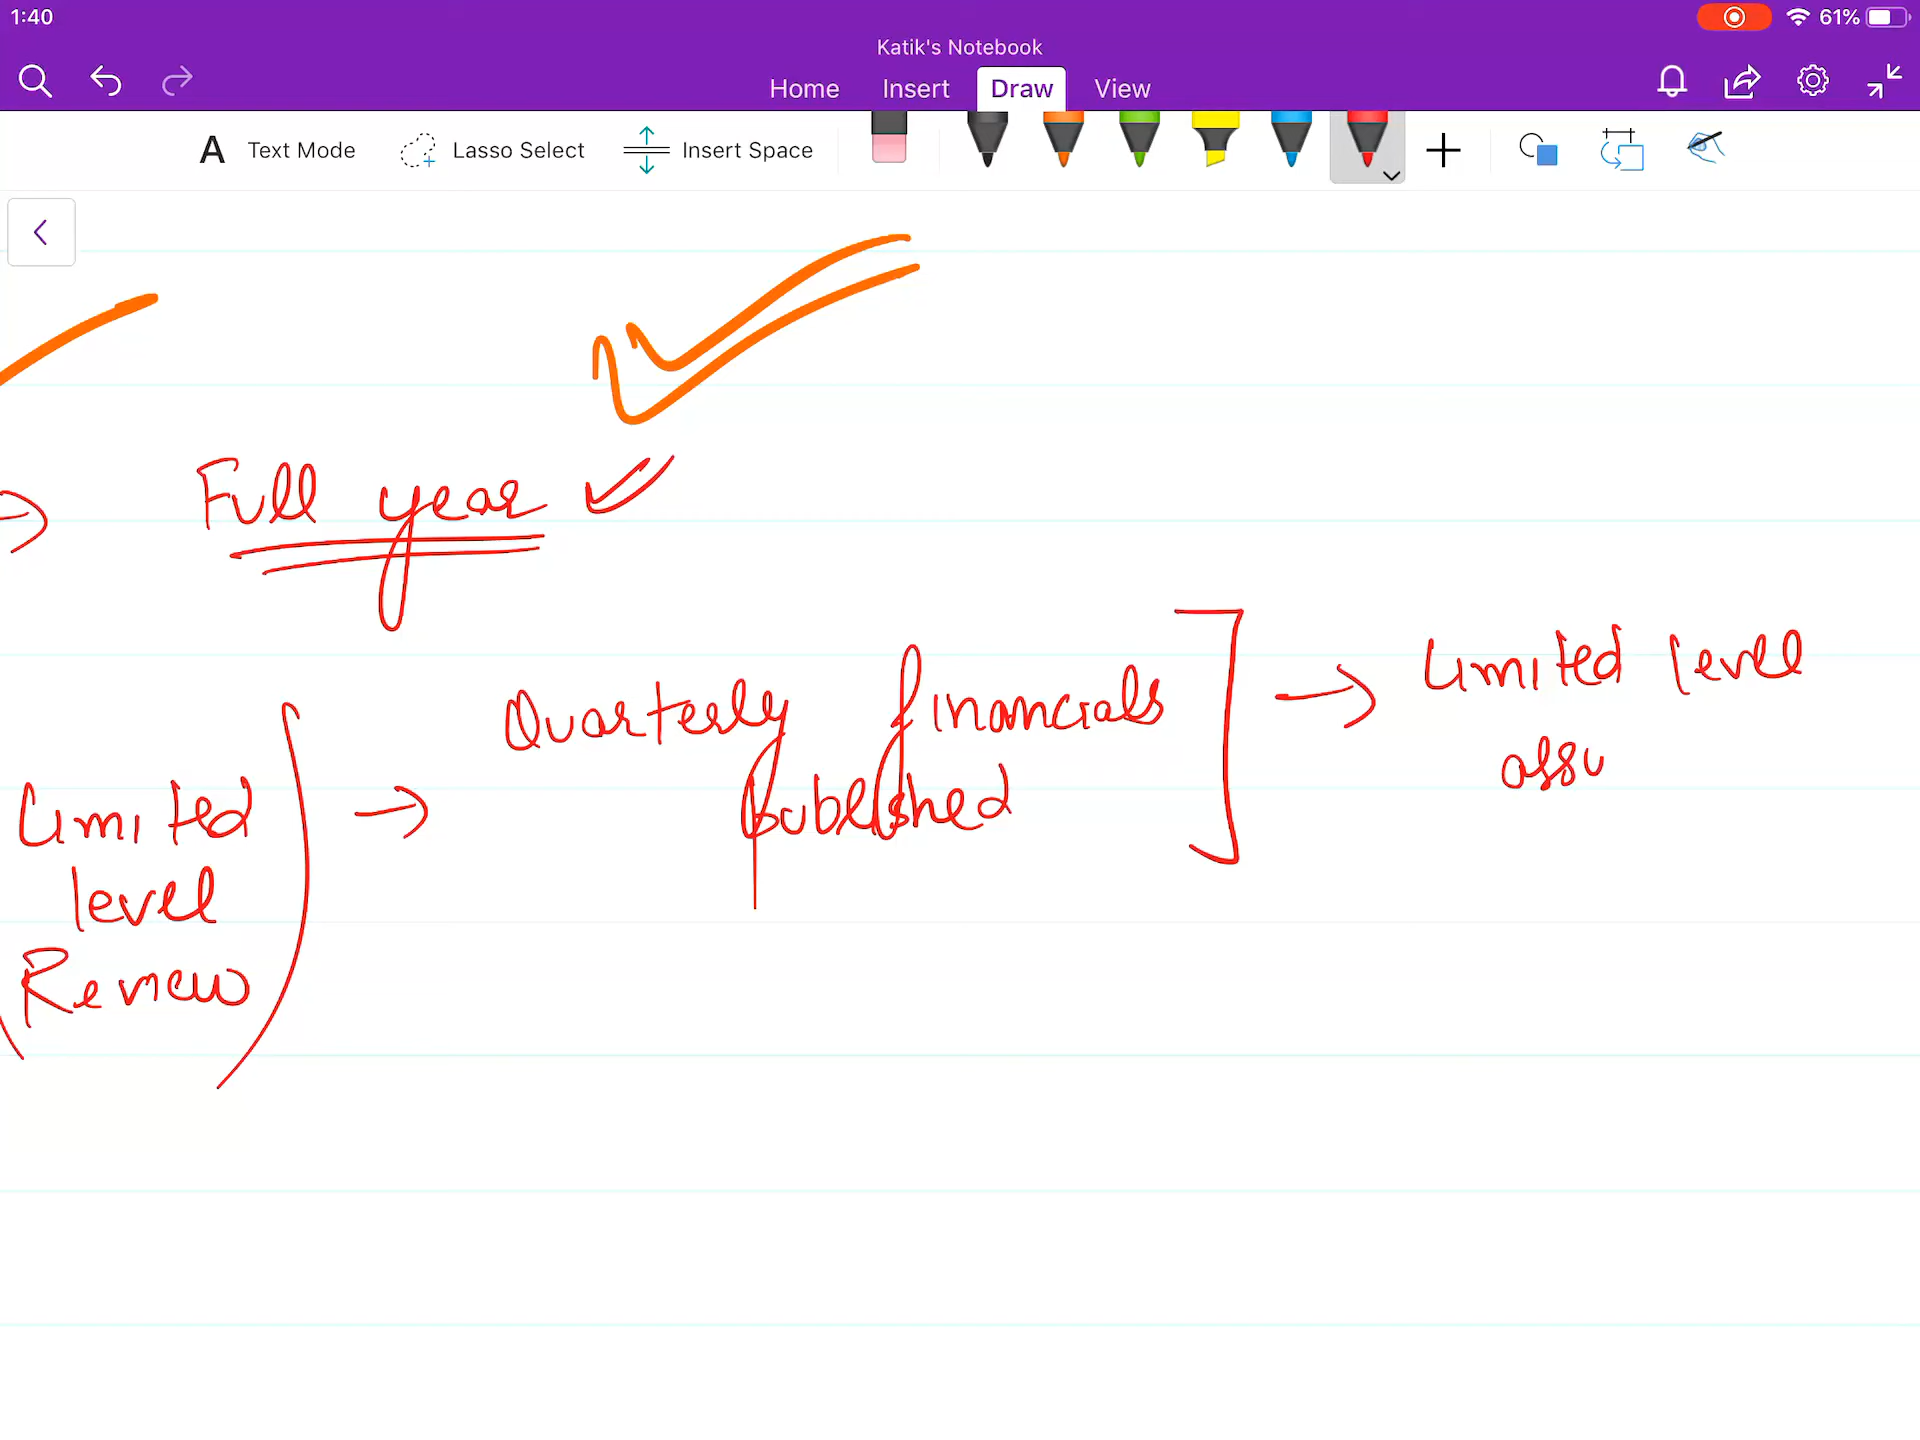 1:40
61%
Katik's Notebook
Home Insert Draw View
A Text Mode Lasso Select Insert Space
Full year
Quarterly financials published
Limited level
assu
Limited
level
Review